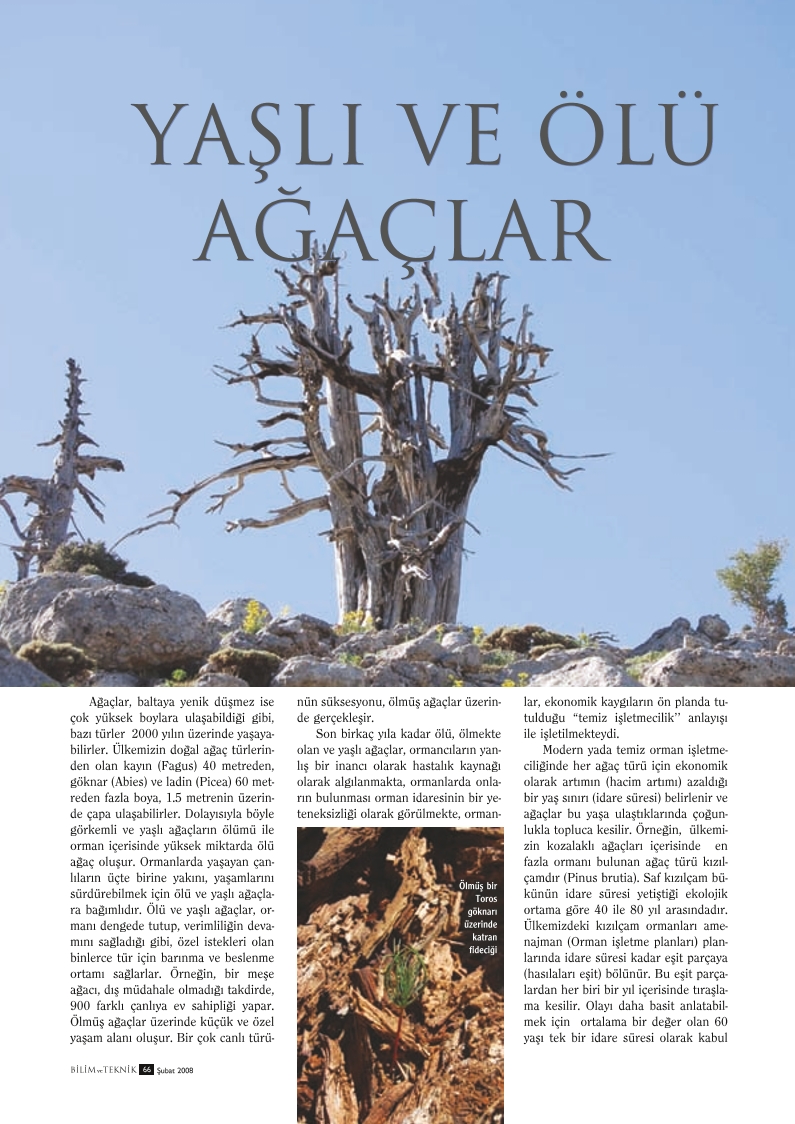 YAŞLI VE ÖLÜ
AĞAÇLAR
Ağaçlar, baltaya yenik düşmez ise
çok yüksek boylara ulaşabildiği gibi,
bazı türler 2000 yılın üzerinde yaşaya-
bilirler. Ülkemizin doğal ağaç türlerin-
den olan kayın (Fagus) 40 metreden,
göknar (Abies) ve ladin (Picea) 60 met-
reden fazla boya, 1.5 metrenin üzerin-
de çapa ulaşabilirler. Dolayısıyla böyle
görkemli ve yaşlı ağaçların ölümü ile
orman içerisinde yüksek miktarda ölü
ağaç oluşur. Ormanlarda yaşayan can-
lıların üçte birine yakını, yaşamlarını
sürdürebilmek için ölü ve yaşlı ağaçla-
ra bağımlıdır. Ölü ve yaşlı ağaçlar, or-
manı dengede tutup, verimliliğin deva-
mını sağladığı gibi, özel istekleri olan
binlerce tür için barınma ve beslenme
ortamı sağlarlar. Örneğin, bir meşe
ağacı, dış müdahale olmadığı takdirde,
900 farklı canlıya ev sahipliği yapar.
Ölmüş ağaçlar üzerinde küçük ve özel
yaşam alanı oluşur. Bir çok canlı türü-
nün süksesyonu, ölmüş ağaçlar üzerin-
de gerçekleşir.
Son birkaç yıla kadar ölü, ölmekte
olan ve yaşlı ağaçlar, ormancıların yan-
lış bir inancı olarak hastalık kaynağı
olarak algılanmakta, ormanlarda onla-
rın bulunması orman idaresinin bir ye-
teneksizliği olarak görülmekte, orman-
Ölmüş bir
Toros
göknarı
üzerinde
katran
fideciği
lar, ekonomik kaygıların ön planda tu-
tulduğu “temiz işletmecilik’’ anlayışı
ile işletilmekteydi.
Modern yada temiz orman işletme-
ciliğinde her ağaç türü için ekonomik
olarak artımın (hacim artımı) azaldığı
bir yaş sınırı (idare süresi) belirlenir ve
ağaçlar bu yaşa ulaştıklarında çoğun-
lukla topluca kesilir. Örneğin, ülkemi-
zin kozalaklı ağaçları içerisinde en
fazla ormanı bulunan ağaç türü kızıl-
çamdır (Pinus brutia). Saf kızılçam bü-
künün idare süresi yetiştiği ekolojik
ortama göre 40 ile 80 yıl arasındadır.
Ülkemizdeki kızılçam ormanları ame-
najman (Orman işletme planları) plan-
larında idare süresi kadar eşit parçaya
(hasılaları eşit) bölünür. Bu eşit parça-
lardan her biri bir yıl içerisinde tıraşla-
ma kesilir. Olayı daha basit anlatabil-
mek için ortalama bir değer olan 60
yaşı tek bir idare süresi olarak kabul
BİLİM ve TEKNİK 66 Şubat 2008